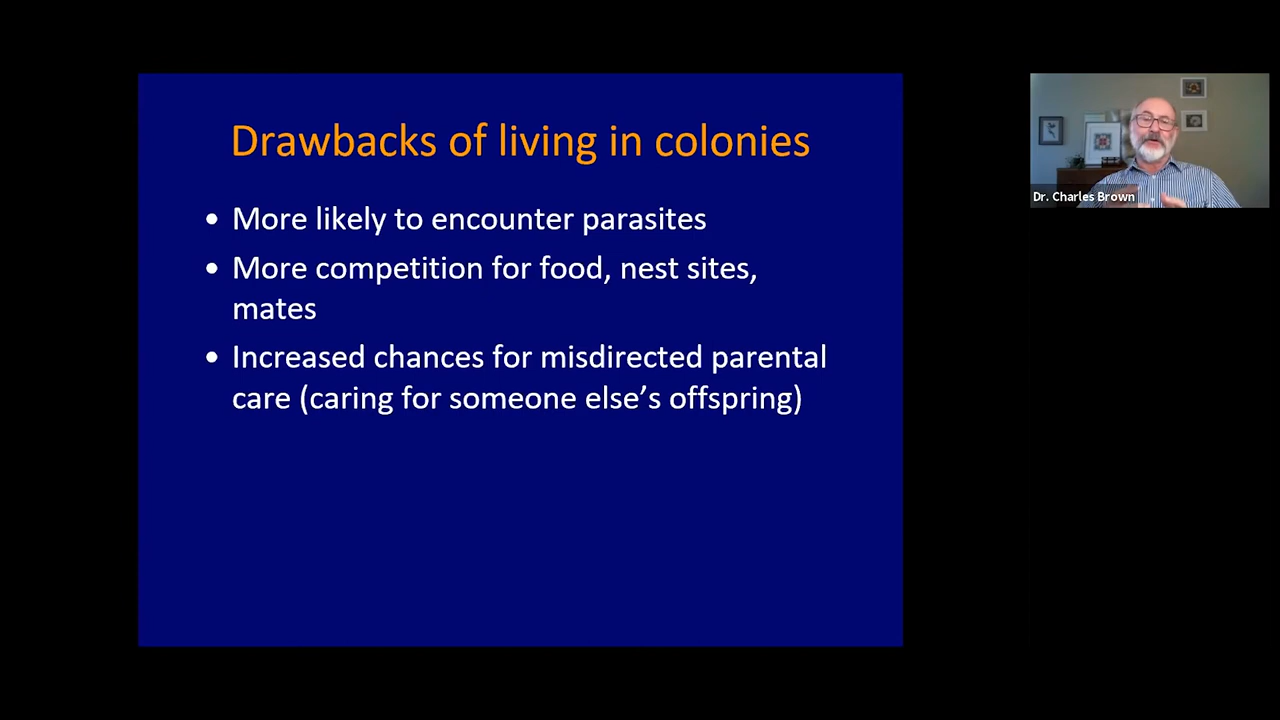 Drawbacks of living in colonies
• More likely to encounter parasites
• More competition for food, nest sites,
mates
• Increased chances for misdirected parental
care (caring for someone else’s offspring)
Dr. Charles Brown